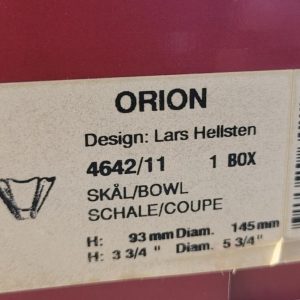 ORION
Design: Lars Hellsten
4642/11 1 BOX
SKÅL/BOWL
SCHALE/COUPE
H: 93 mm Diam. 145 mm
H: 3 3/4 " Diam. 5 3/4"